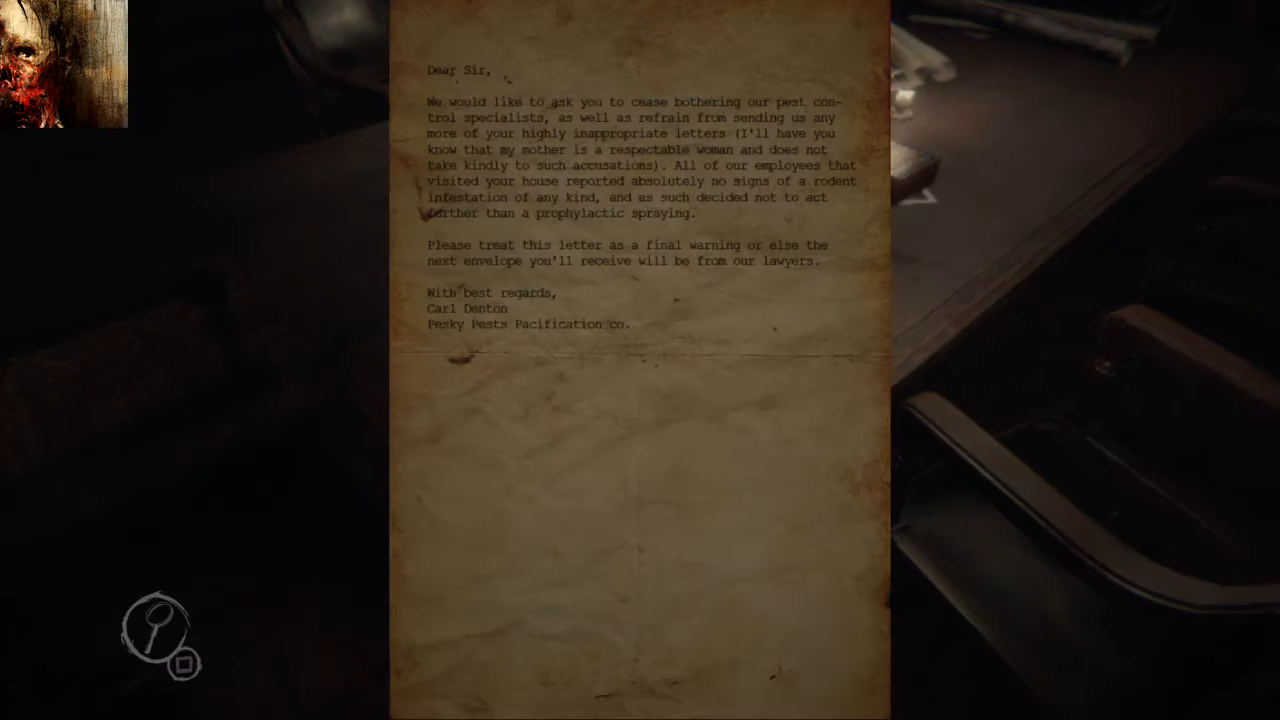 Dear Sir,
We would like to ask you to cease bothering our pest con-
trol specialists, as well as refrain from sending us any
more of your highly inappropriate letters (I'll have you
know that my mother is a respectable woman and does not
take kindly to such accusations). All of our employees that
visited your house reported absolutely no signs of a rodent
infestation of any kind, and as such decided not to act
further than a prophylactic spraying.
Please treat this letter as a final warning or else the
next envelope you'll receive will be from our lawyers.
With best regards,
Carl Denton
Pesky Pests Pacification co.